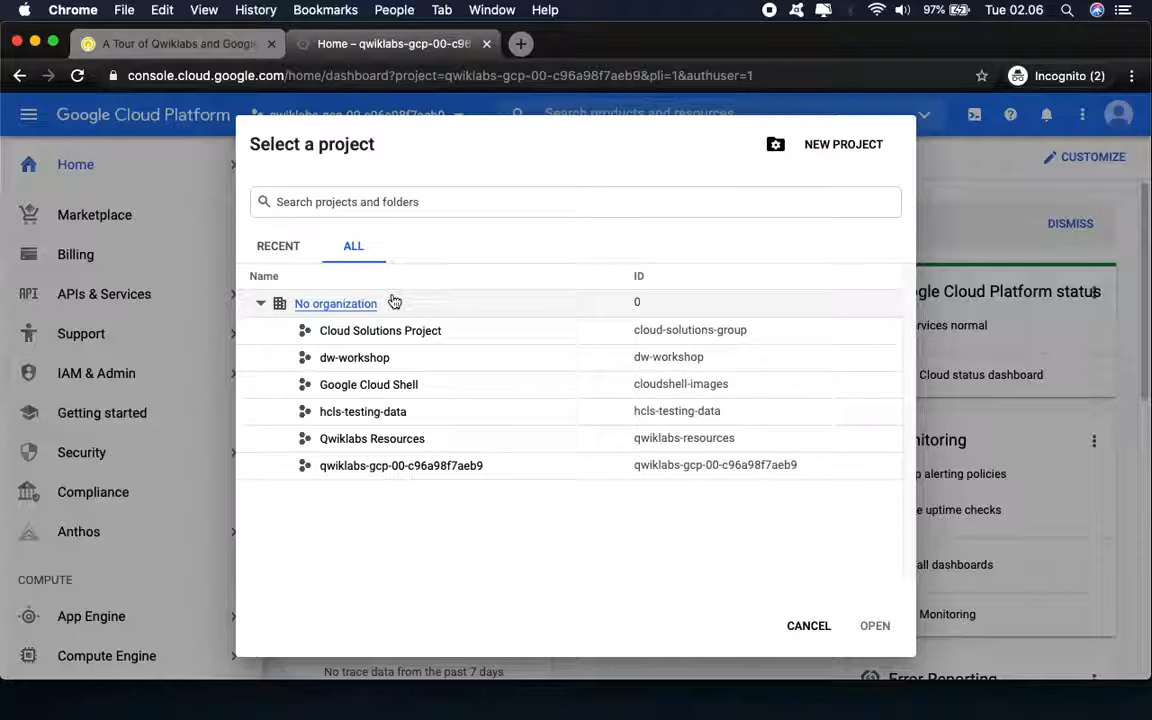 Chrome File Edit View History Bookmarks People Tab Window Help 97% Tue 02.06
A Tour of Qwiklabs and Googl Home – qwiklabs-gcp-00-c96
console.cloud.google.com/home/dashboard?project=qwiklabs-gcp-00-c96a98f7aeb9&pli=1&authuser=1 Incognito (2)
Google Cloud Platform qwiklabs-gcp-00-c96a98f7aeb9 Search products and resources
Select a project NEW PROJECT
Home CUSTOMIZE
Search projects and folders
Marketplace DISMISS
RECENT ALL
Billing
Name ID
APIs & Services gle Cloud Platform status
No organization 0
rvices normal
Support Cloud Solutions Project cloud-solutions-group
dw-workshop dw-workshop
IAM & Admin Cloud status dashboard
Google Cloud Shell cloudshell-images
Getting started hcls-testing-data hcls-testing-data
Qwiklabs Resources qwiklabs-resources itoring
Security
qwiklabs-gcp-00-c96a98f7aeb9 qwiklabs-gcp-00-c96a98f7aeb9
p alerting policies
Compliance
e uptime checks
Anthos
all dashboards
COMPUTE
App Engine Monitoring
CANCEL OPEN
Compute Engine
No trace data from the past 7 days
Error Reporting